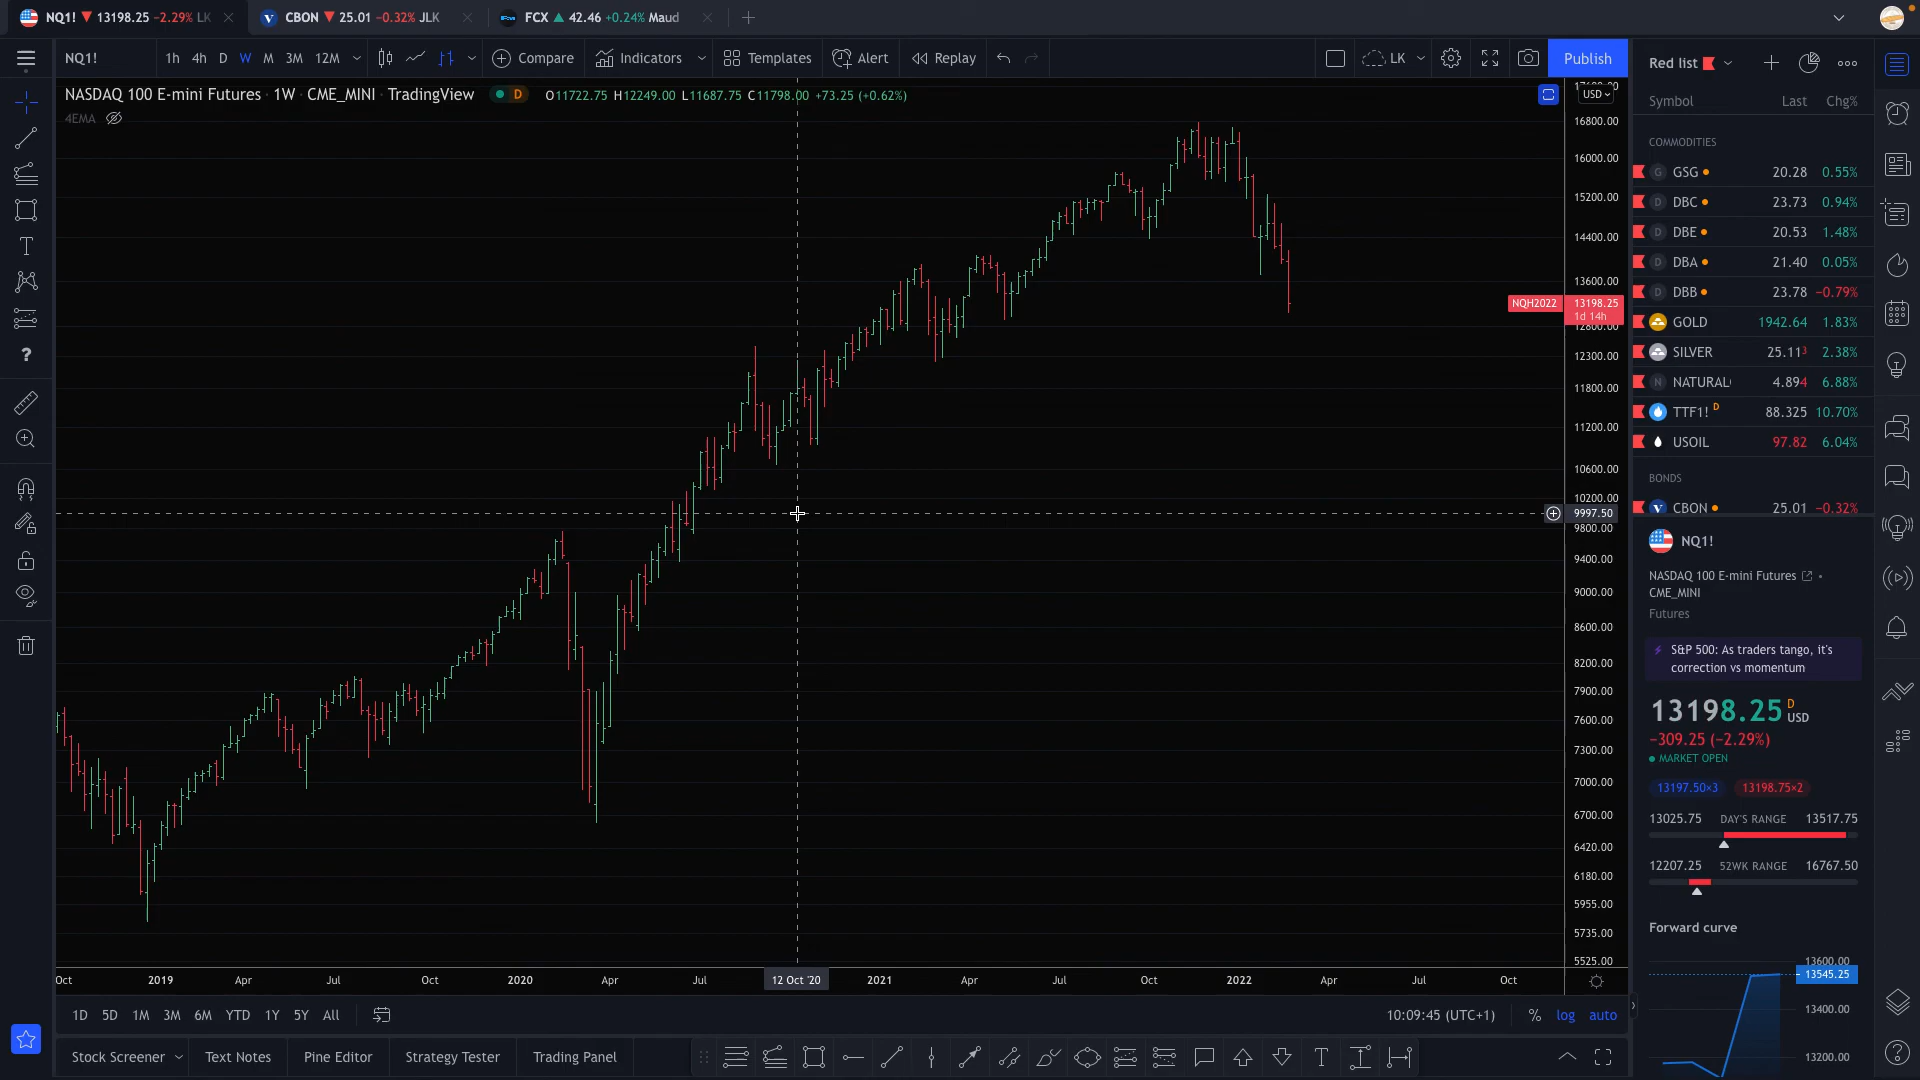 NQ1! 13198.25 −2.29% LK
CBON 25.01 −0.32% JLK
FCX 42.46 +0.24% Maud
NQ1! 1h 4h D W M 3M 12M Compare Indicators Templates Alert Replay LK Publish
NASDAQ 100 E-mini Futures · 1W · CME_MINI · TradingView D O11722.75 H12249.00 L11687.75 C11798.00 +73.25 (+0.62%)
4EMA
USD
16800.00
16000.00
15200.00
14400.00
13600.00
NQH2022 13198.25
1d 14h
12800.00
12300.00
11800.00
11200.00
10600.00
10200.00
9997.50
9800.00
9400.00
9000.00
8600.00
8200.00
7900.00
7600.00
7300.00
7000.00
6700.00
6420.00
6180.00
5955.00
5735.00
5525.00
Oct 2019 Apr Jul Oct 2020 Apr Jul 12 Oct '20 2021 Apr Jul Oct 2022 Apr Jul Oct
1D 5D 1M 3M 6M YTD 1Y 5Y All 10:09:45 (UTC+1) % log auto
Stock Screener Text Notes Pine Editor Strategy Tester Trading Panel
Red list
Symbol Last Chg%
COMMODITIES
GSG 20.28 0.55%
DBC 23.73 0.94%
DBE 20.53 1.48%
DBA 21.40 0.05%
DBB 23.78 −0.79%
GOLD 1942.64 1.83%
SILVER 25.113 2.38%
NATURAL 4.894 6.88%
TTF1! D 88.325 10.70%
USOIL 97.82 6.04%
BONDS
CBON 25.01 −0.32%
NQ1!
NASDAQ 100 E-mini Futures
CME_MINI
Futures
S&P 500: As traders tango, it's
correction vs momentum
13198.25 D USD
−309.25 (−2.29%)
MARKET OPEN
13197.50×3 13198.75×2
13025.75 DAY'S RANGE 13517.75
12207.25 52WK RANGE 16767.50
Forward curve
13600.00
13545.25
13400.00
13200.00